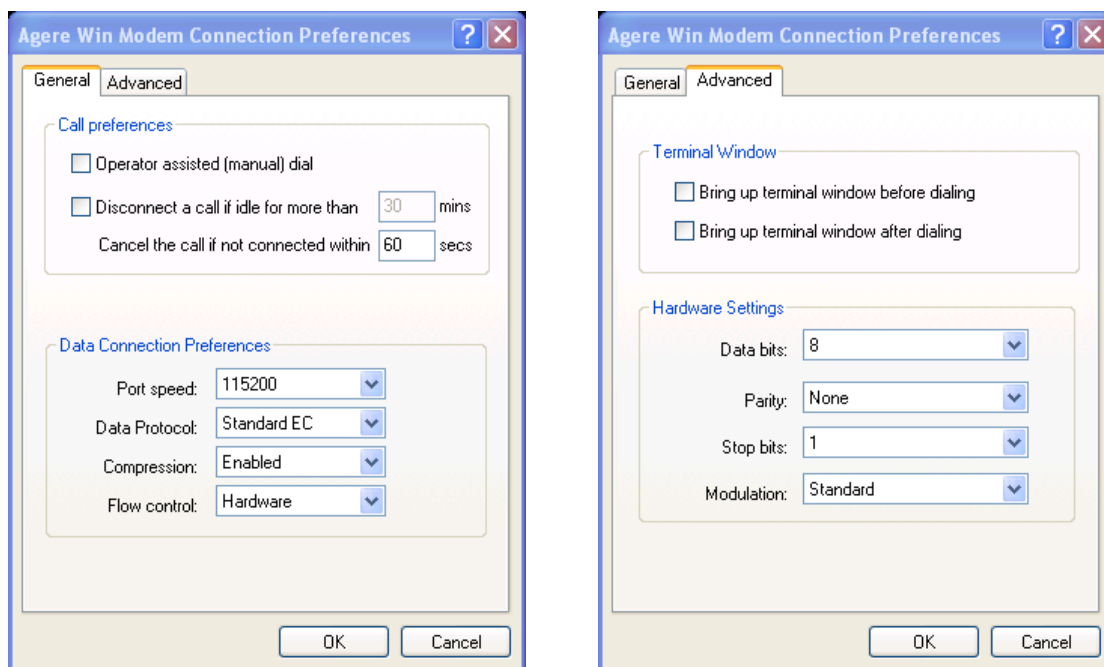 Agere Win Modem Connection Preferences
General Advanced
Call preferences
Operator assisted (manual) dial
Disconnect a call if idle for more than 30 mins
Cancel the call if not connected within 60 secs
Data Connection Preferences
Port speed: 115200
Data Protocol: Standard EC
Compression: Enabled
Flow control: Hardware
OK Cancel
Agere Win Modem Connection Preferences
General Advanced
Terminal Window
Bring up terminal window before dialing
Bring up terminal window after dialing
Hardware Settings
Data bits: 8
Parity: None
Stop bits: 1
Modulation: Standard
OK Cancel